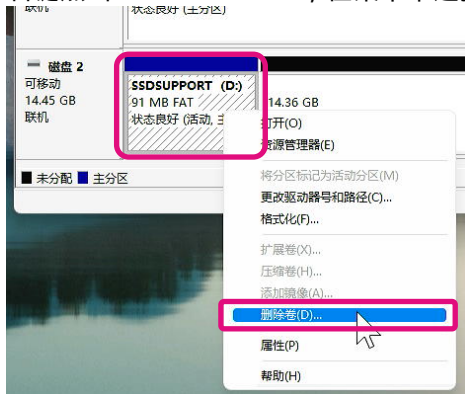 状态良好 (主分区)
磁盘 2
可移动
14.45 GB
联机
SSDSUPPORT (D:)
91 MB FAT
状态良好 (活动, 主
14.36 GB
未分配 主分区
打开(O)
资源管理器(E)
将分区标记为活动分区(M)
更改驱动器号和路径(C)...
格式化(F)...
扩展卷(X)...
压缩卷(H)...
添加镜像(A)...
删除卷(D)...
属性(P)
帮助(H)